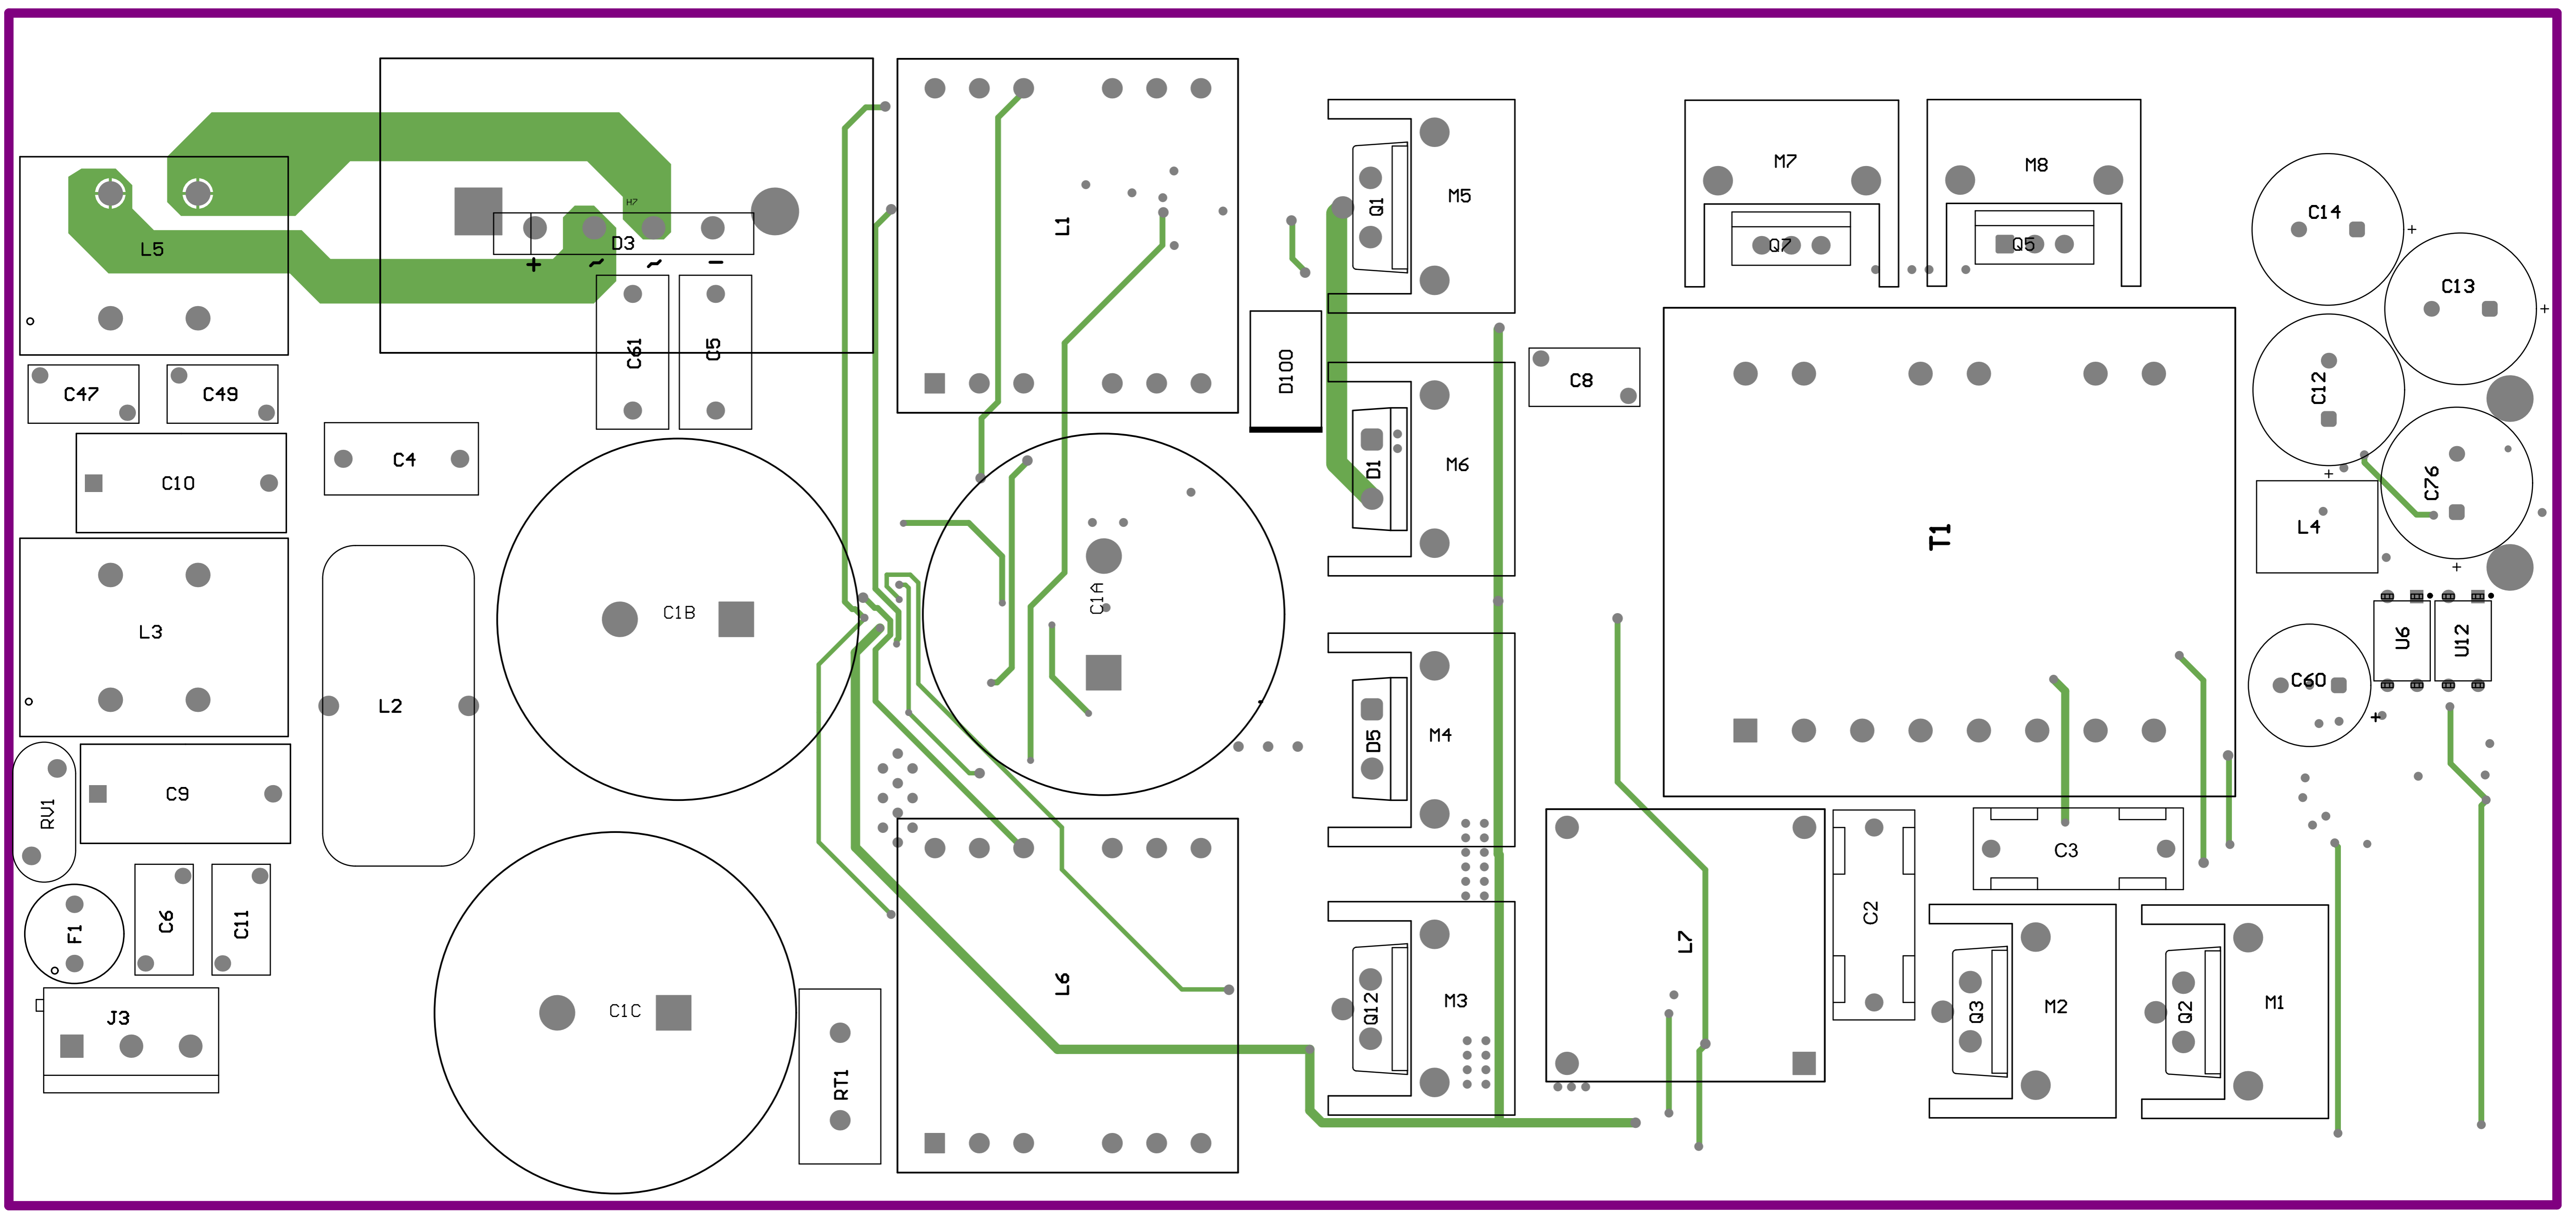 M7
M8
M5
Q1
H7
L1
C14
D3
Q7
Q5
L5
+
~
~
-
+
C13
+
C61
C5
D100
C8
C12
C47
C49
C4
D1
M6
+
C10
C76
T1
L4
+
C1B
C1A
L3
U6
U12
L2
D5
M4
C60
+
C9
RV1
C3
C6
C11
F1
C2
L7
L6
Q12
M3
Q3
M2
Q2
M1
J3
C1C
RT1